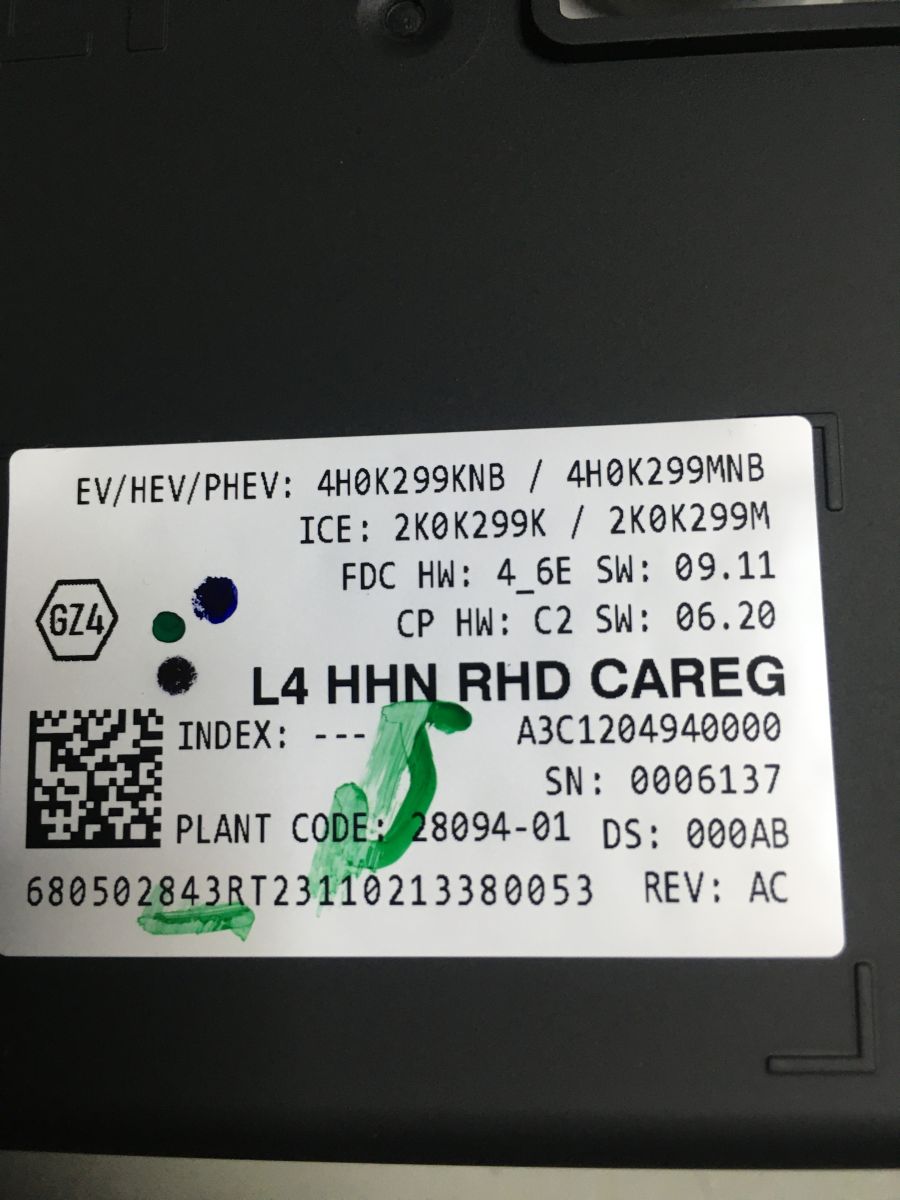 EV/HEV/PHEV: 4H0K299KNB / 4H0K299MNB
ICE: 2K0K299K / 2K0K299M
FDC HW: 4_6E SW: 09.11
CP HW: C2 SW: 06.20
GZ4
L4 HHN RHD CAREG
INDEX: --- A3C1204940000
SN: 0006137
PLANT CODE: 28094-01 DS: 000AB
680502843RT23110213380053 REV: AC